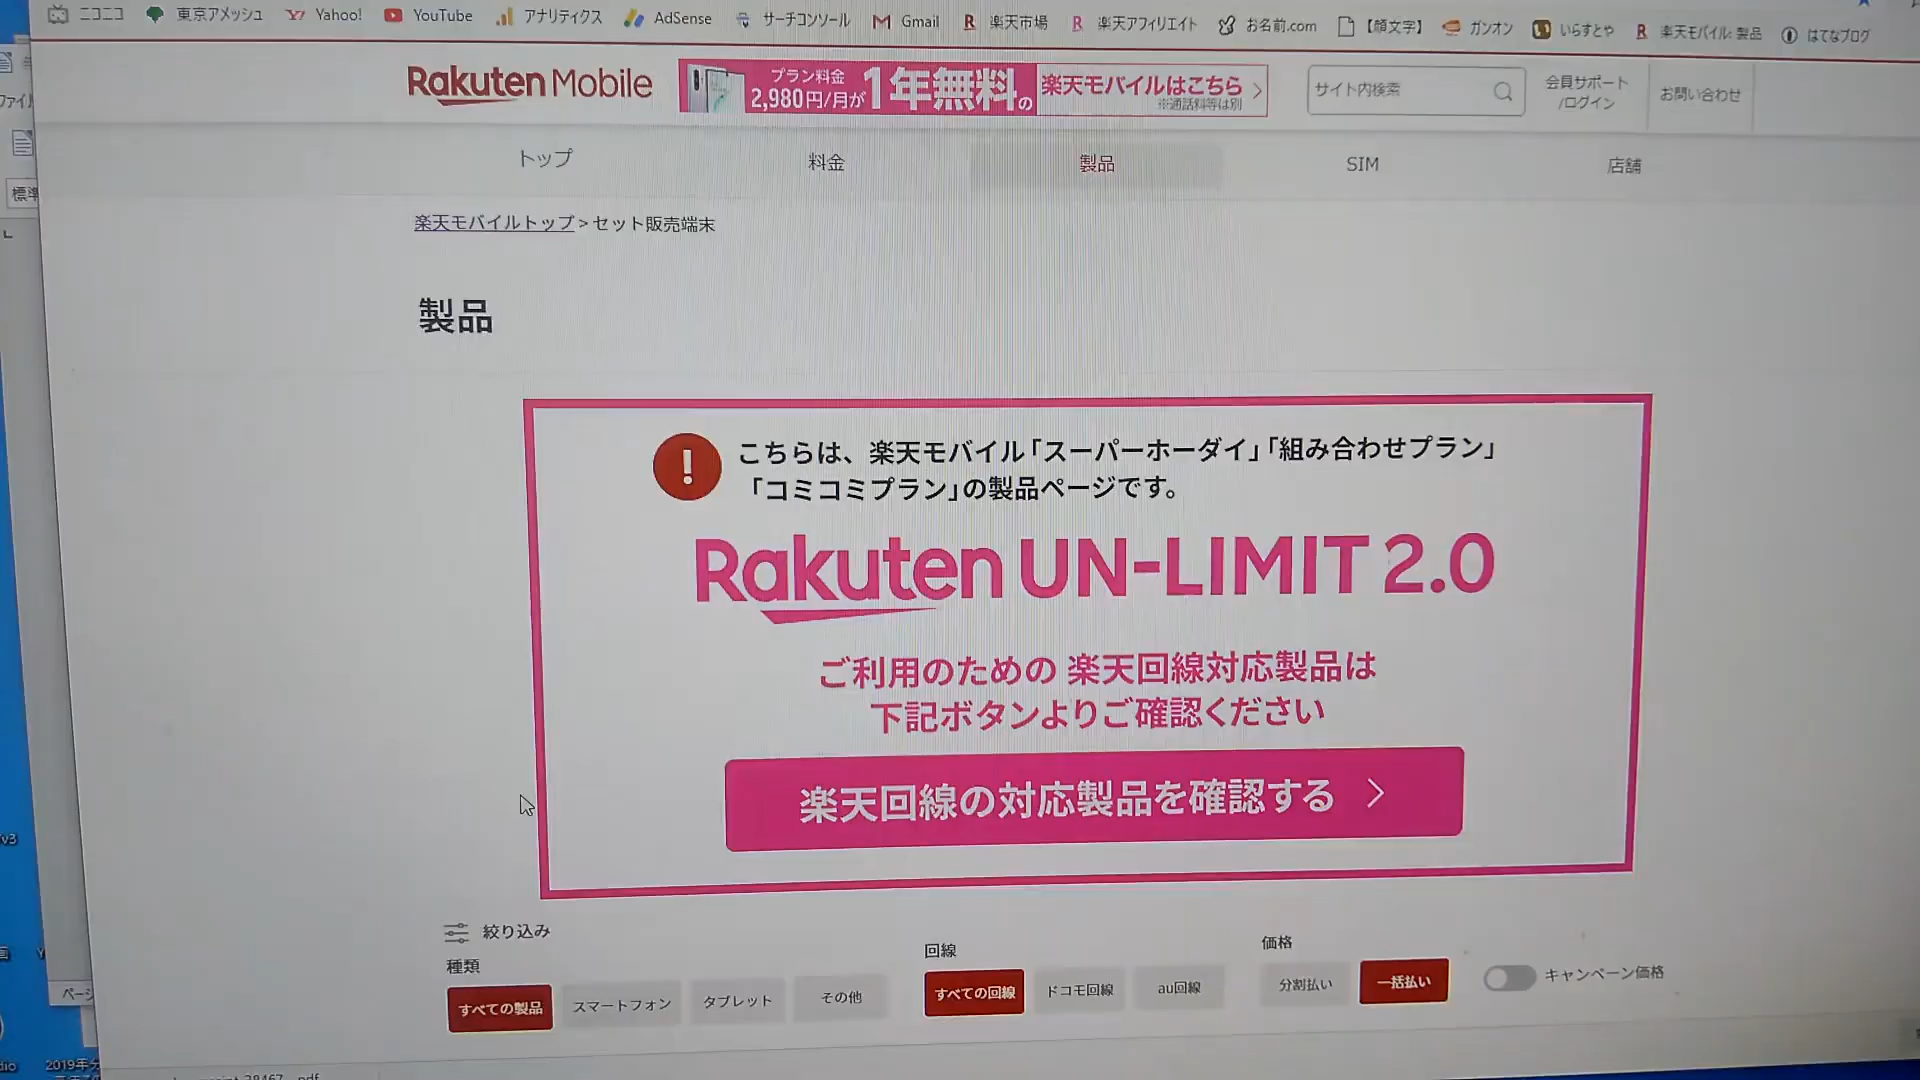 ニコニコ 東京アメッシュ Yahoo! YouTube アナリティクス AdSense サーチコンソール Gmail 楽天市場 楽天アフィリエイト お名前.com 【顔文字】 ガンオン いらすとや 楽天モバイル: 製品 はてなブログ
Rakuten Mobile
プラン料金
2,980円/月が1年無料の
楽天モバイルはこちら
※通話料等は別
サイト内検索
会員サポート
/ログイン
お問い合わせ
トップ 料金 製品 SIM 店舗
楽天モバイルトップ > セット販売端末
製品
こちらは、楽天モバイル「スーパーホーダイ」「組み合わせプラン」
「コミコミプラン」の製品ページです。
Rakuten UN-LIMIT 2.0
ご利用のための 楽天回線対応製品は
下記ボタンよりご確認ください
楽天回線の対応製品を確認する
絞り込み
種類
すべての製品 スマートフォン タブレット その他
回線
すべての回線 ドコモ回線 au回線
価格
分割払い 一括払い
キャンペーン価格
標準
v3